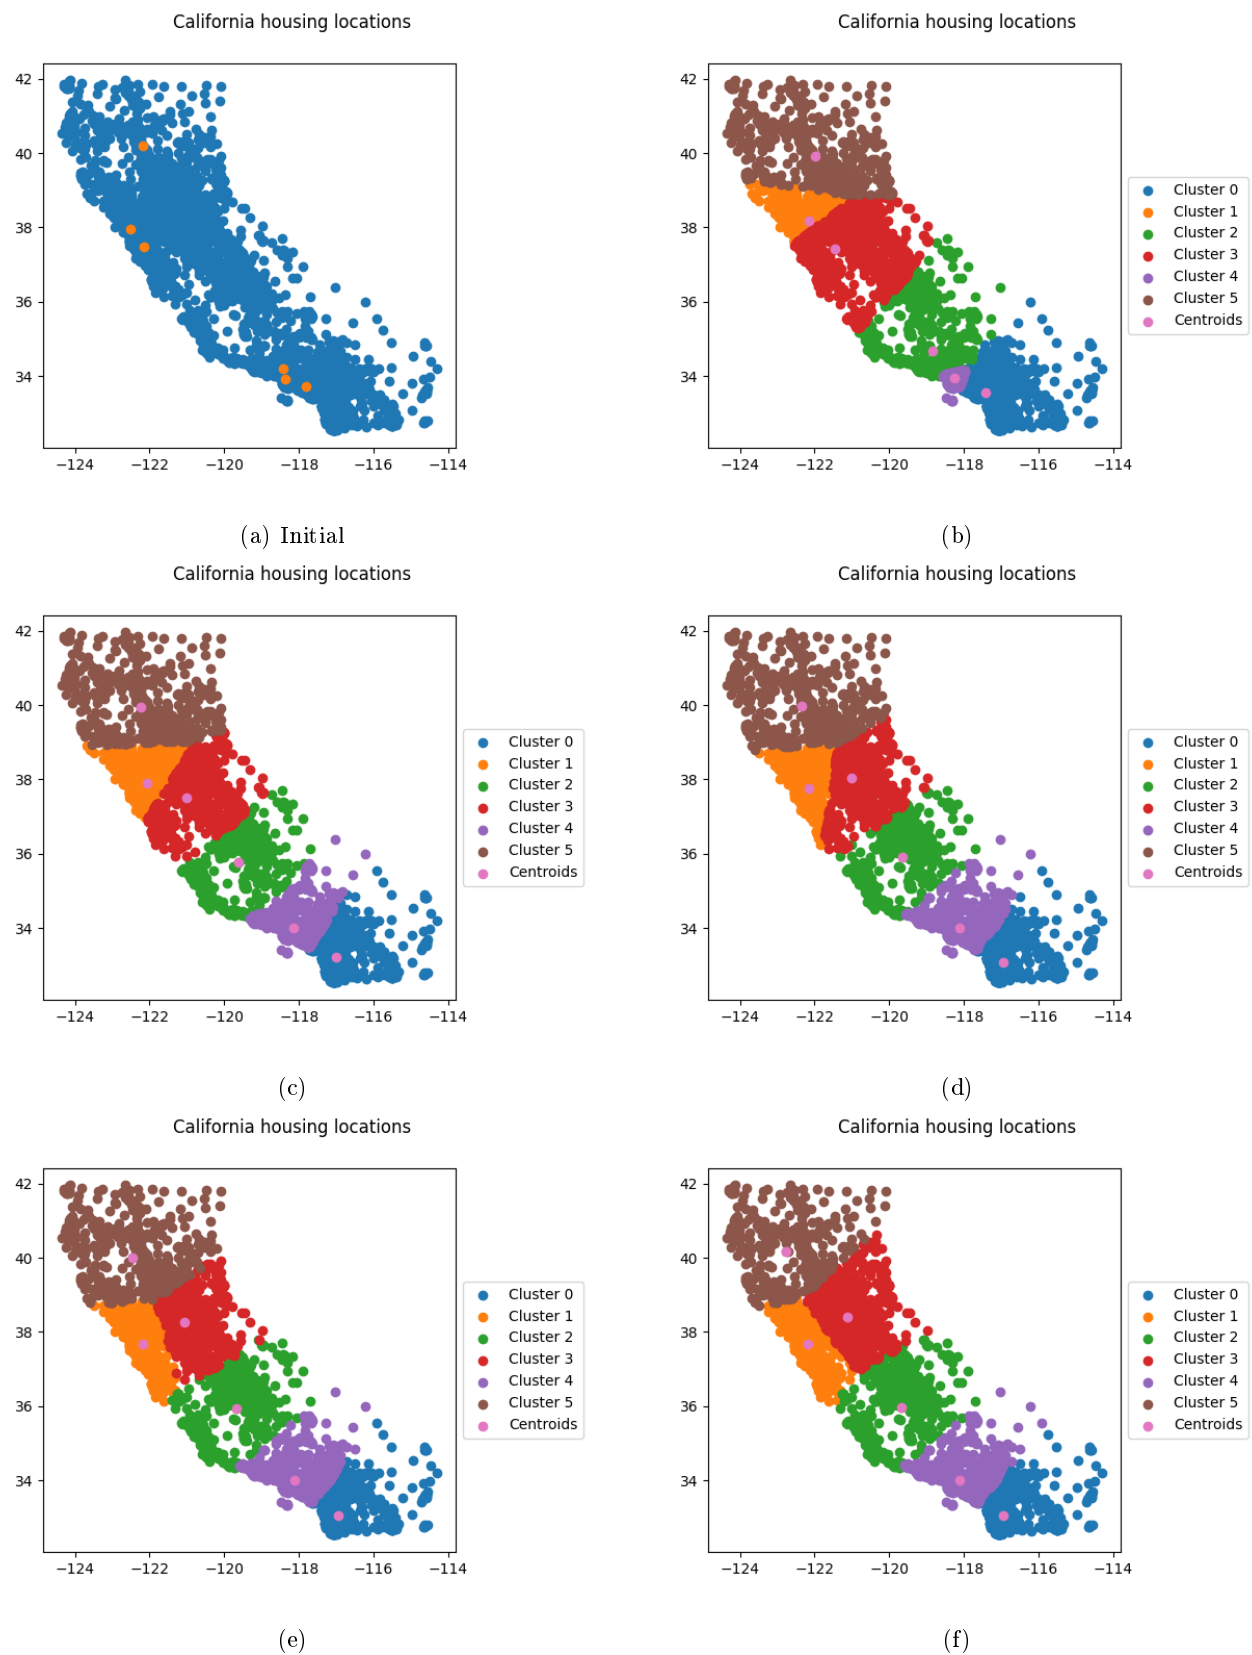 California housing locations
42
40
38
36
34
−124 −122 −120 −118 −116 −114
(a) Initial
California housing locations
42
40
38
36
34
−124 −122 −120 −118 −116 −114
Cluster 0
Cluster 1
Cluster 2
Cluster 3
Cluster 4
Cluster 5
Centroids
(b)
California housing locations
42
40
38
36
34
−124 −122 −120 −118 −116 −114
Cluster 0
Cluster 1
Cluster 2
Cluster 3
Cluster 4
Cluster 5
Centroids
(c)
California housing locations
42
40
38
36
34
−124 −122 −120 −118 −116 −114
Cluster 0
Cluster 1
Cluster 2
Cluster 3
Cluster 4
Cluster 5
Centroids
(d)
California housing locations
42
40
38
36
34
−124 −122 −120 −118 −116 −114
Cluster 0
Cluster 1
Cluster 2
Cluster 3
Cluster 4
Cluster 5
Centroids
(e)
California housing locations
42
40
38
36
34
−124 −122 −120 −118 −116 −114
Cluster 0
Cluster 1
Cluster 2
Cluster 3
Cluster 4
Cluster 5
Centroids
(f)